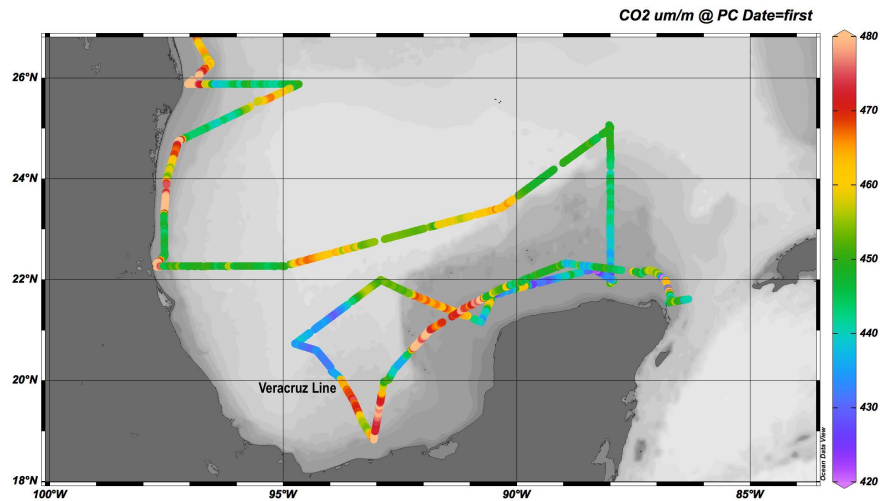 CO2 um/m @ PC Date=first
26°N
24°N
22°N
20°N
18°N
Veracruz Line
100°W
95°W
90°W
85°W
480
470
460
450
440
430
420
Ocean Data View